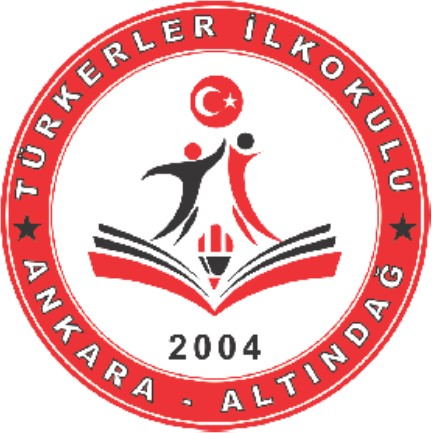 TÜRKERLER İLKOKULU
2004
ANKARA - ALTINDAĞ